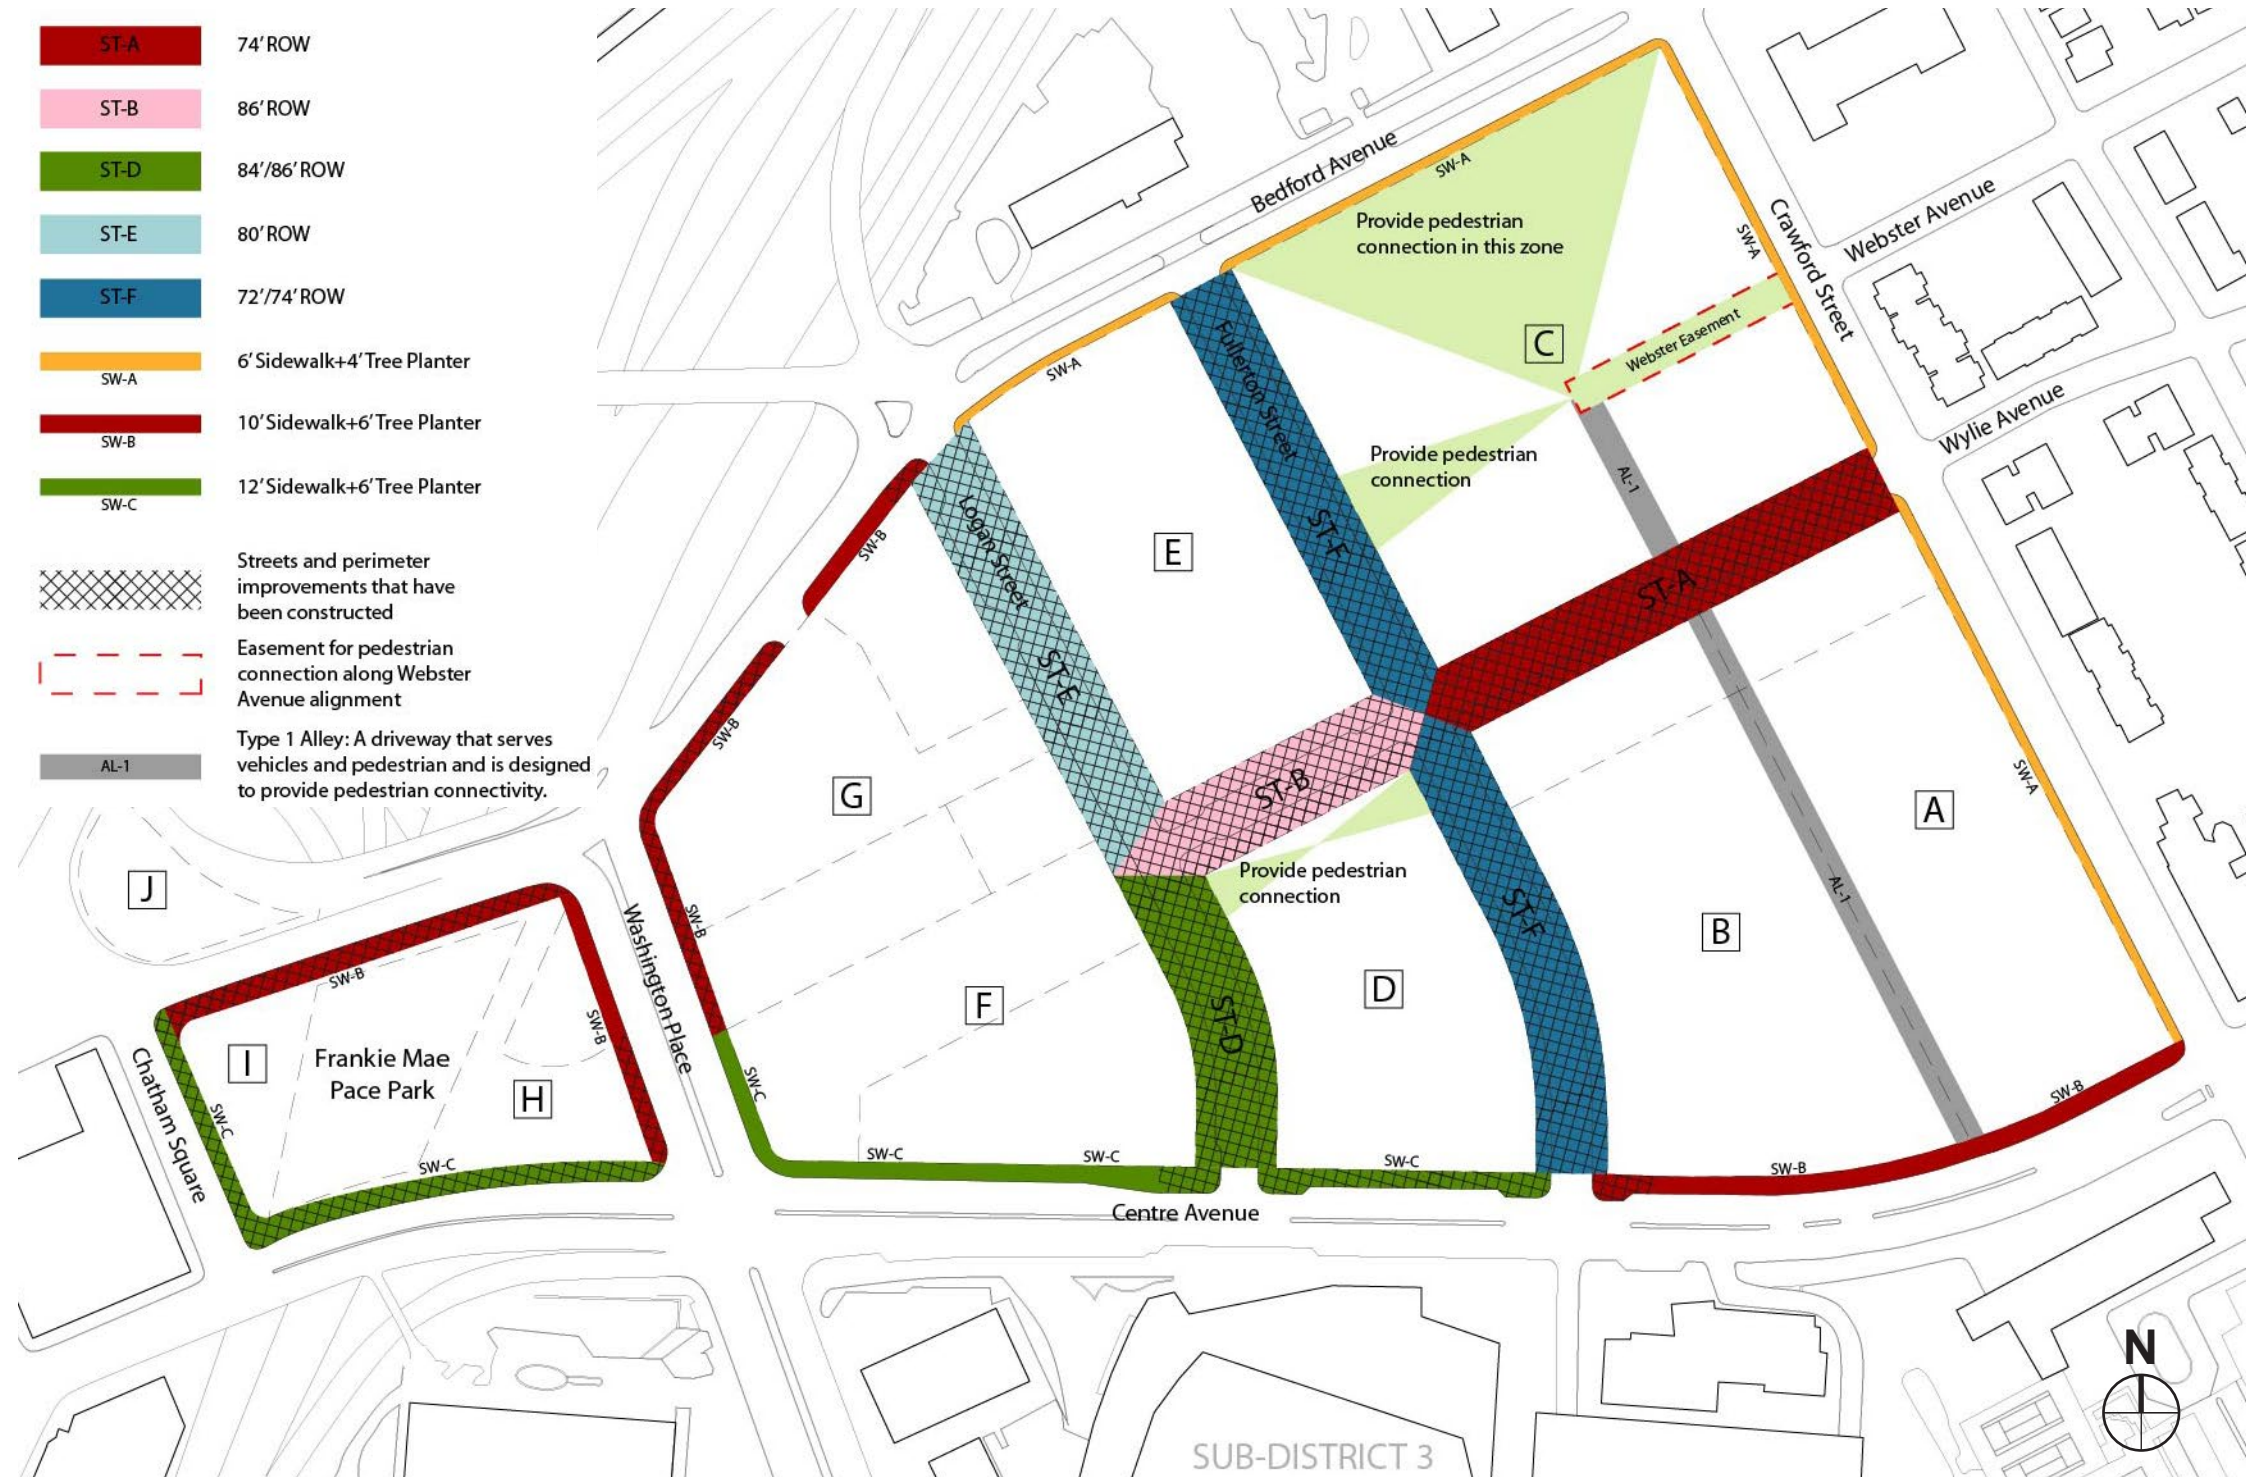 ST-A
74' ROW
ST-B
86' ROW
ST-D
84'/86' ROW
ST-E
80' ROW
ST-F
72'/74' ROW
6' Sidewalk+4' Tree Planter
SW-A
10' Sidewalk+6' Tree Planter
SW-B
12' Sidewalk+6' Tree Planter
SW-C
Streets and perimeter
improvements that have
been constructed
Easement for pedestrian
connection along Webster
Avenue alignment
Type 1 Alley: A driveway that serves
vehicles and pedestrian and is designed
to provide pedestrian connectivity.
AL-1
Bedford Avenue
SW-A
Provide pedestrian
connection in this zone
SW-A
Crawford Street
Webster Avenue
C
Webster Easement
Wylie Avenue
SW-A
Fullerton Street
Provide pedestrian
connection
AL-1
SW-B
Logan Street
ST-F
E
ST-A
ST-E
SW-B
G
ST-B
SW-A
A
Provide pedestrian
connection
J
Washington Place
SW-B
ST-F
AL-1
B
SW-B
F
D
ST-D
SW-B
Chatham Square
I
Frankie Mae
Pace Park
H
SW-C
SW-C
SW-C
SW-C
SW-C
SW-C
SW-B
SW-B
Centre Avenue
SUB-DISTRICT 3
N